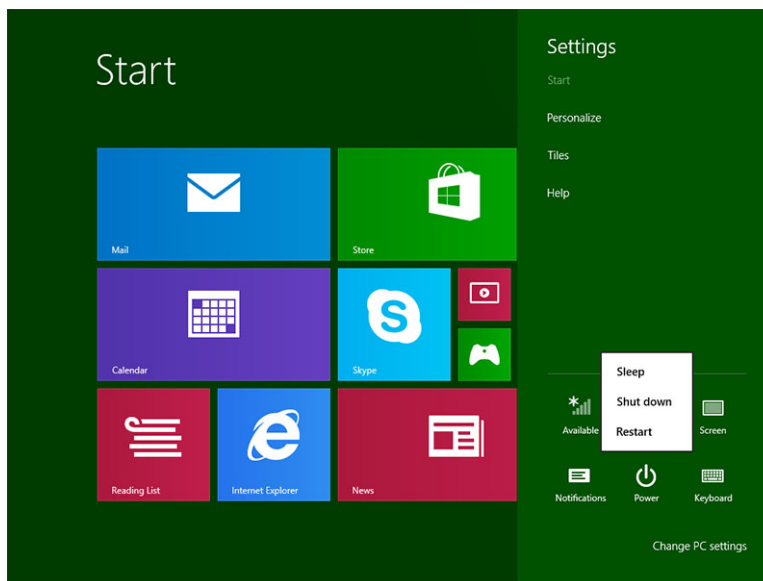 Start
Mail
Store
Calendar
Skype
Reading List
Internet Explorer
News
Settings
Start
Personalize
Tiles
Help
Sleep
Shut down
Restart
Available
Screen
Notifications
Power
Keyboard
Change PC settings